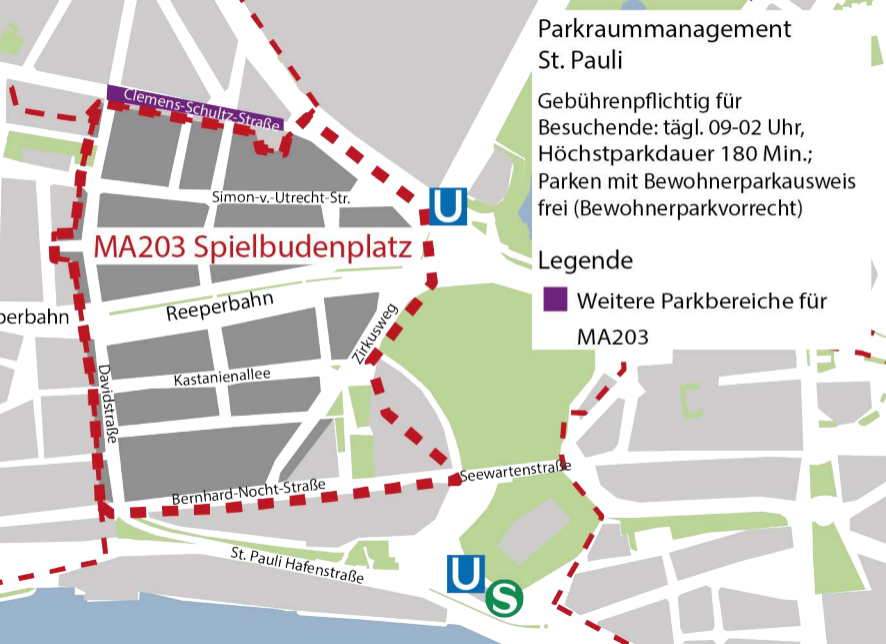 Parkraummanagement
St. Pauli
Gebührenpflichtig für
Besuchende: tägl. 09-02 Uhr,
Höchstparkdauer 180 Min.;
Parken mit Bewohnerparkausweis
frei (Bewohnerparkvorrecht)
Legende
Weitere Parkbereiche für
MA203
Clemens-Schultz-Straße
Simon-v.-Utrecht-Str.
U
MA203 Spielbudenplatz
perbahn
Reeperbahn
Zirkusweg
Kastanienallee
Davidstraße
Seewartenstraße
Bernhard-Nocht-Straße
St. Pauli Hafenstraße
U
S